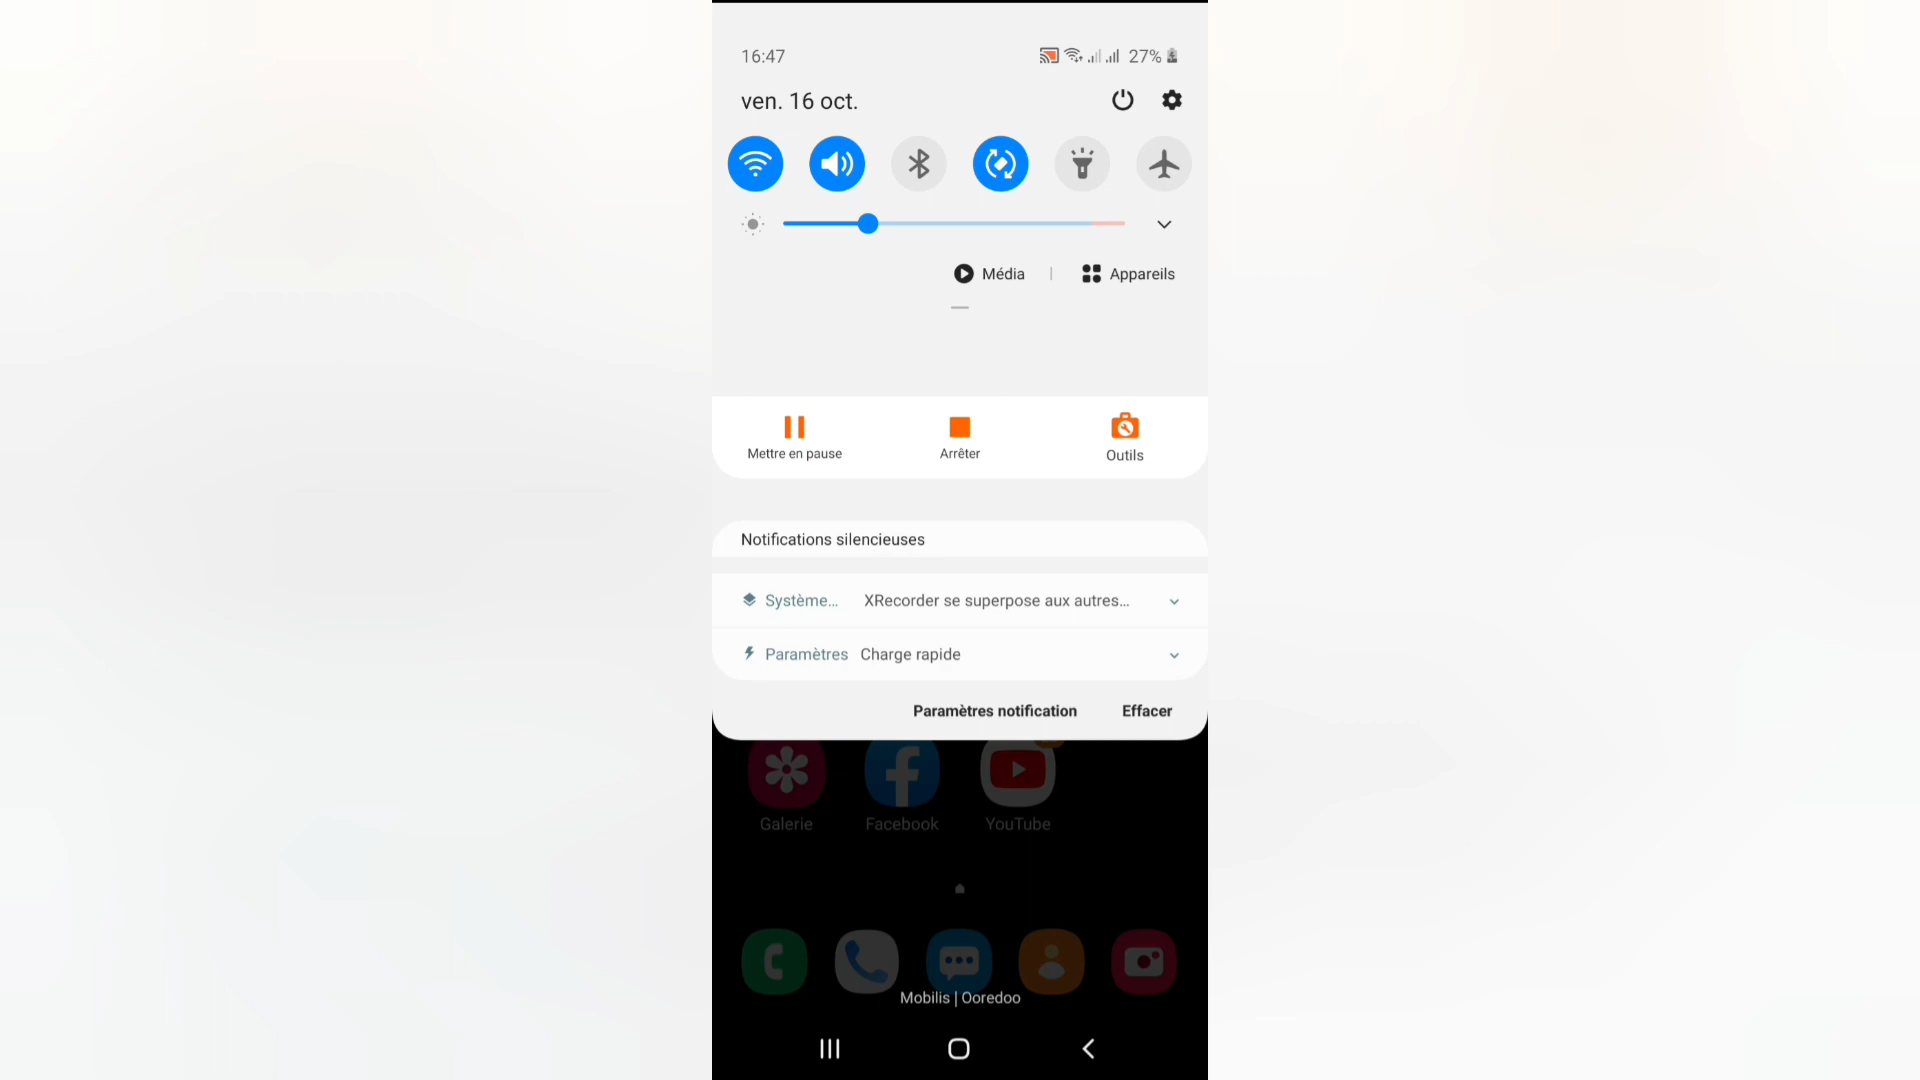 16:47 27%
ven. 16 oct.
Média | Appareils
Mettre en pause Arrêter Outils
Notifications silencieuses
Système... XRecorder se superpose aux autres...
Paramètres Charge rapide
Paramètres notification Effacer
Galerie Facebook YouTube
Mobilis | Ooredoo